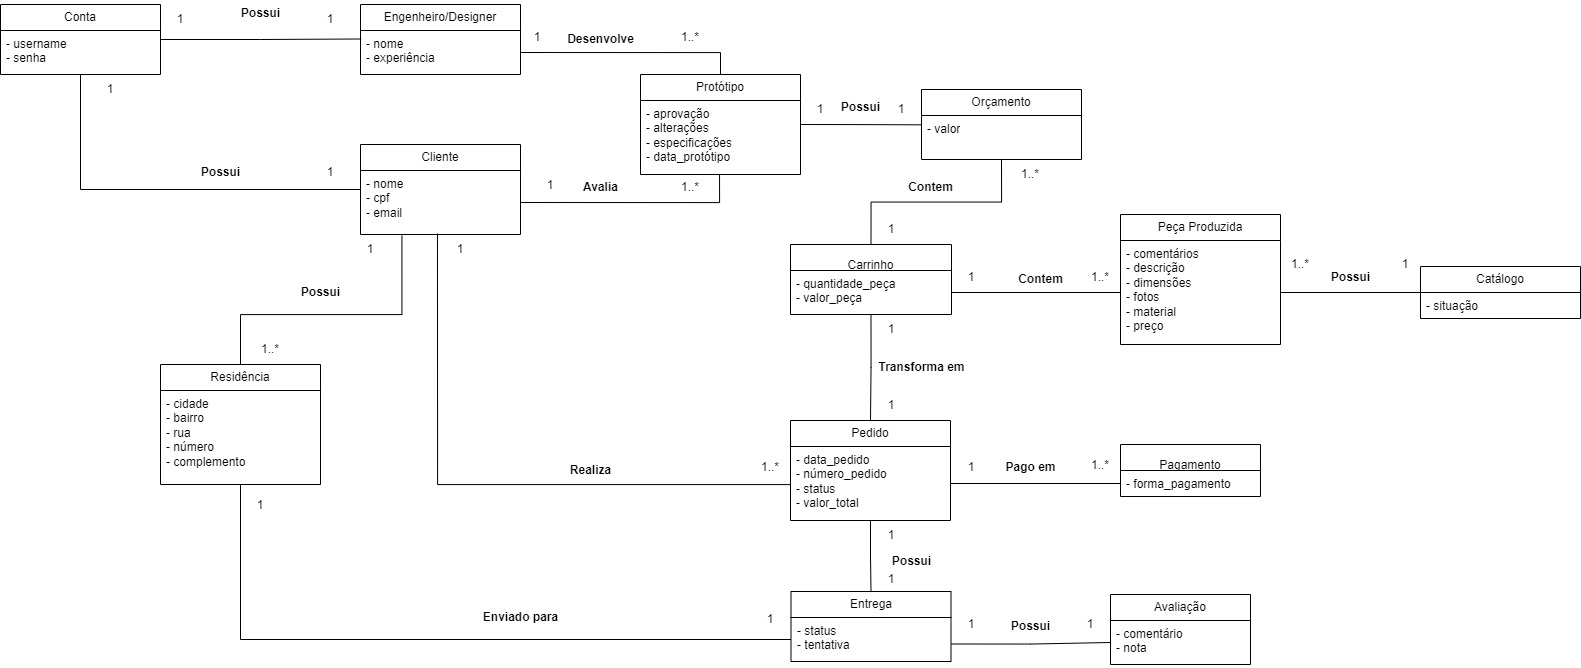 Conta
- username
- senha
1
Possui
1
Engenheiro/Designer
- nome
- experiência
1
Desenvolve
1..*
Protótipo
- aprovação
- alterações
- especificações
- data_protótipo
1
Possui
1
Orçamento
- valor
1
Possui
1
Cliente
- nome
- cpf
- email
1
Avalia
1..*
1..*
Contem
1
Carrinho
- quantidade_peça
- valor_peça
1
Contem
1..*
Peça Produzida
- comentários
- descrição
- dimensões
- fotos
- material
- preço
1..*
Possui
1
Catálogo
- situação
1
Possui
1..*
Residência
- cidade
- bairro
- rua
- número
- complemento
1
Realiza
1..*
1
Transforma em
1
Pedido
- data_pedido
- número_pedido
- status
- valor_total
1
Pago em
1..*
Pagamento
- forma_pagamento
1
Possui
1
1
Enviado para
1
Entrega
- status
- tentativa
1
Possui
1
Avaliação
- comentário
- nota